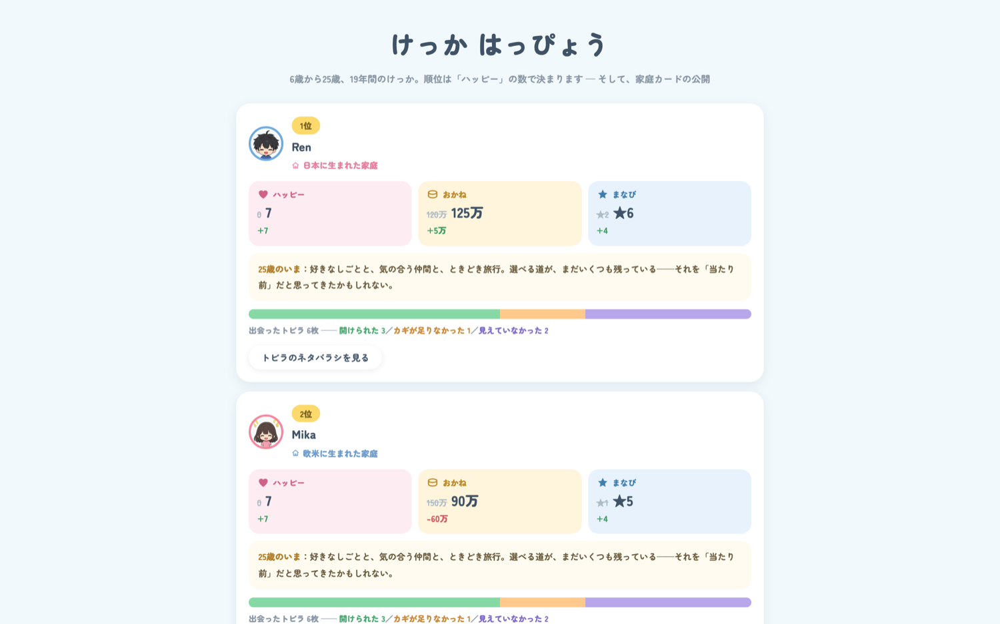 けっか はっぴょう
6歳から25歳、19年間のけっか。順位は「ハッピー」の数で決まります — そして、家庭カードの公開
1位
Ren
日本に生まれた家庭
ハッピー
0 7
+7
おかね
120万 125万
+5万
まなび
★2 ★6
+4
25歳のいま：好きなしごとと、気の合う仲間と、ときどき旅行。選べる道が、まだいくつも残っている——それを「当たり
前」だと思ってきたかもしれない。
出会ったトビラ 6枚 —— 開けられた 3／カギが足りなかった 1／見えていなかった 2
トビラのネタバラシを見る
2位
Mika
欧米に生まれた家庭
ハッピー
0 7
+7
おかね
150万 90万
-60万
まなび
★1 ★5
+4
25歳のいま：好きなしごとと、気の合う仲間と、ときどき旅行。選べる道が、まだいくつも残っている——それを「当たり
前」だと思ってきたかもしれない。
出会ったトビラ 6枚 —— 開けられた 3／カギが足りなかった 1／見えていなかった 2